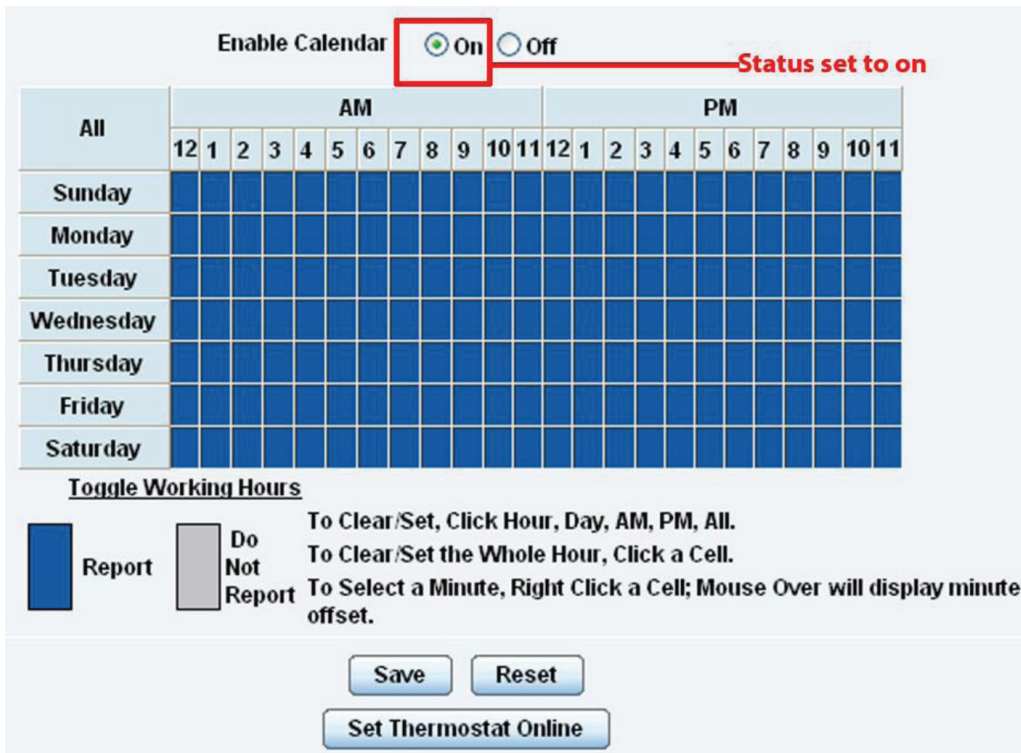 Enable Calendar On Off
Status set to on
All AM PM
12 1 2 3 4 5 6 7 8 9 10 11 12 1 2 3 4 5 6 7 8 9 10 11
Sunday
Monday
Tuesday
Wednesday
Thursday
Friday
Saturday
Toggle Working Hours
Report
Do
Not
Report
To Clear/Set, Click Hour, Day, AM, PM, All.
To Clear/Set the Whole Hour, Click a Cell.
To Select a Minute, Right Click a Cell; Mouse Over will display minute
offset.
Save Reset
Set Thermostat Online